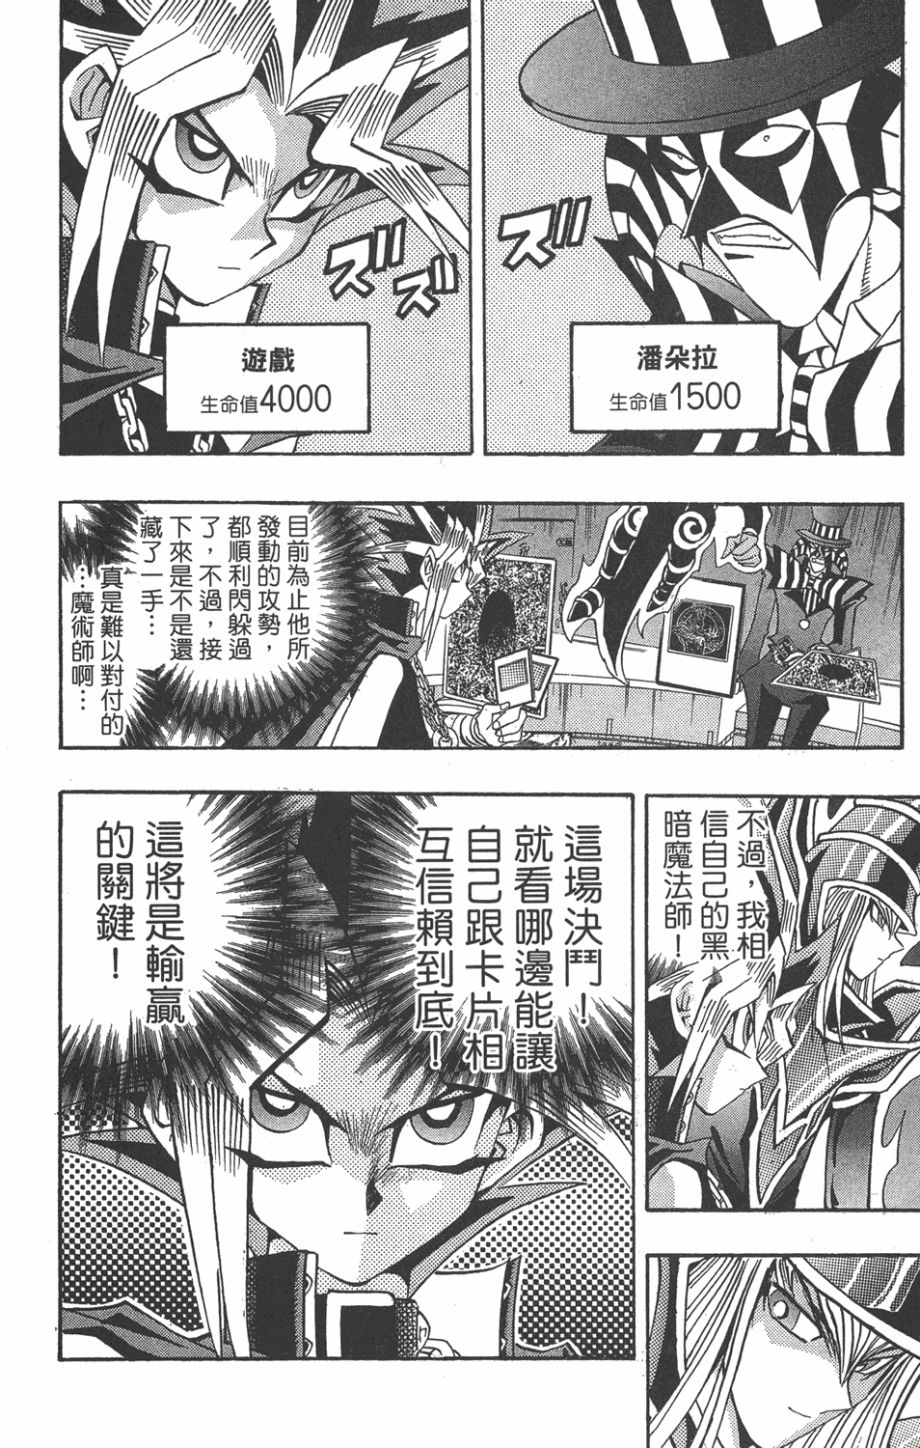 潘朵拉
生命值1500
ズズ
遊戲
生命值4000
ズズ
目前為止他所
發動的攻勢，
都順利閃躲過
了，不過，接
下來是不是還
藏了一手…
真是難以對付的
…魔術師啊…
不過，我相
信自己的黑
暗魔法師！
這場決鬥！
就看哪邊能讓
自己跟卡片相
互信賴到底！
這將是輸贏
的關鍵！